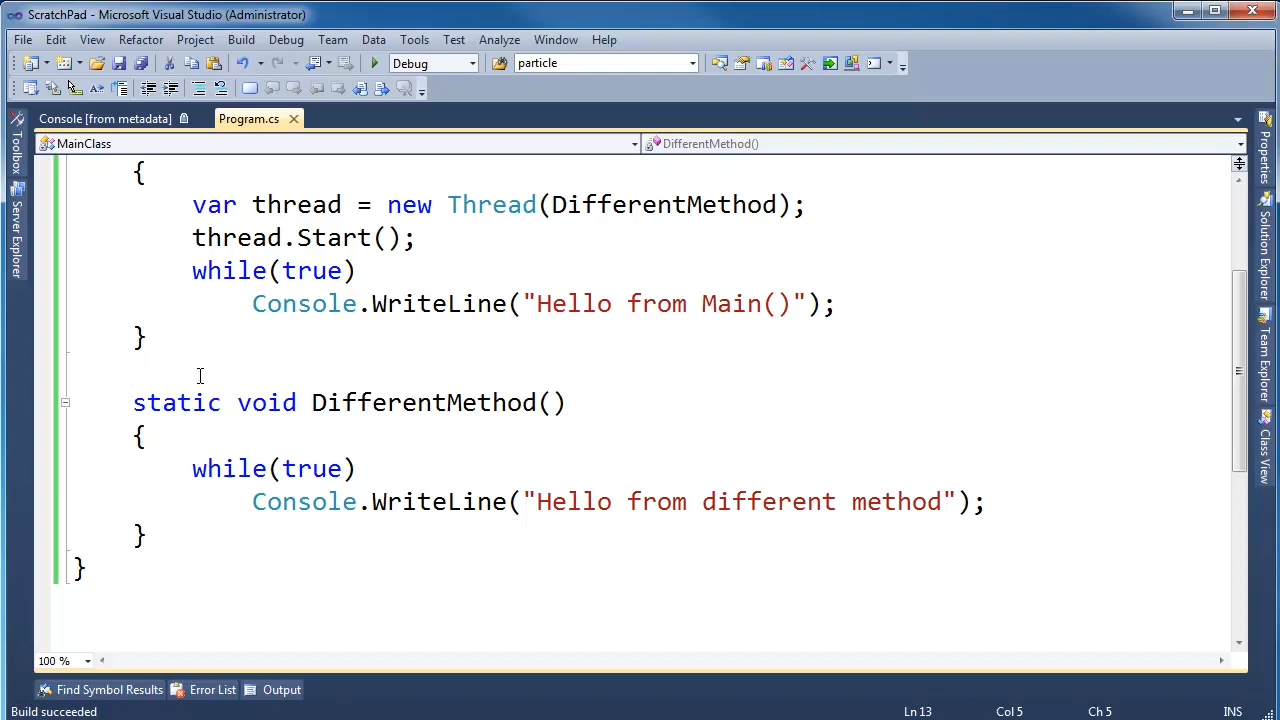 ScratchPad - Microsoft Visual Studio (Administrator)
File Edit View Refactor Project Build Debug Team Data Tools Test Analyze Window Help
Debug particle
Console [from metadata] Program.cs
MainClass DifferentMethod()
{
var thread = new Thread(DifferentMethod);
thread.Start();
while(true)
Console.WriteLine("Hello from Main()");
}
static void DifferentMethod()
{
while(true)
Console.WriteLine("Hello from different method");
}
}
Toolbox
Server Explorer
Properties
Solution Explorer
Team Explorer
Class View
100 %
Find Symbol Results Error List Output
Build succeeded Ln 13 Col 5 Ch 5 INS